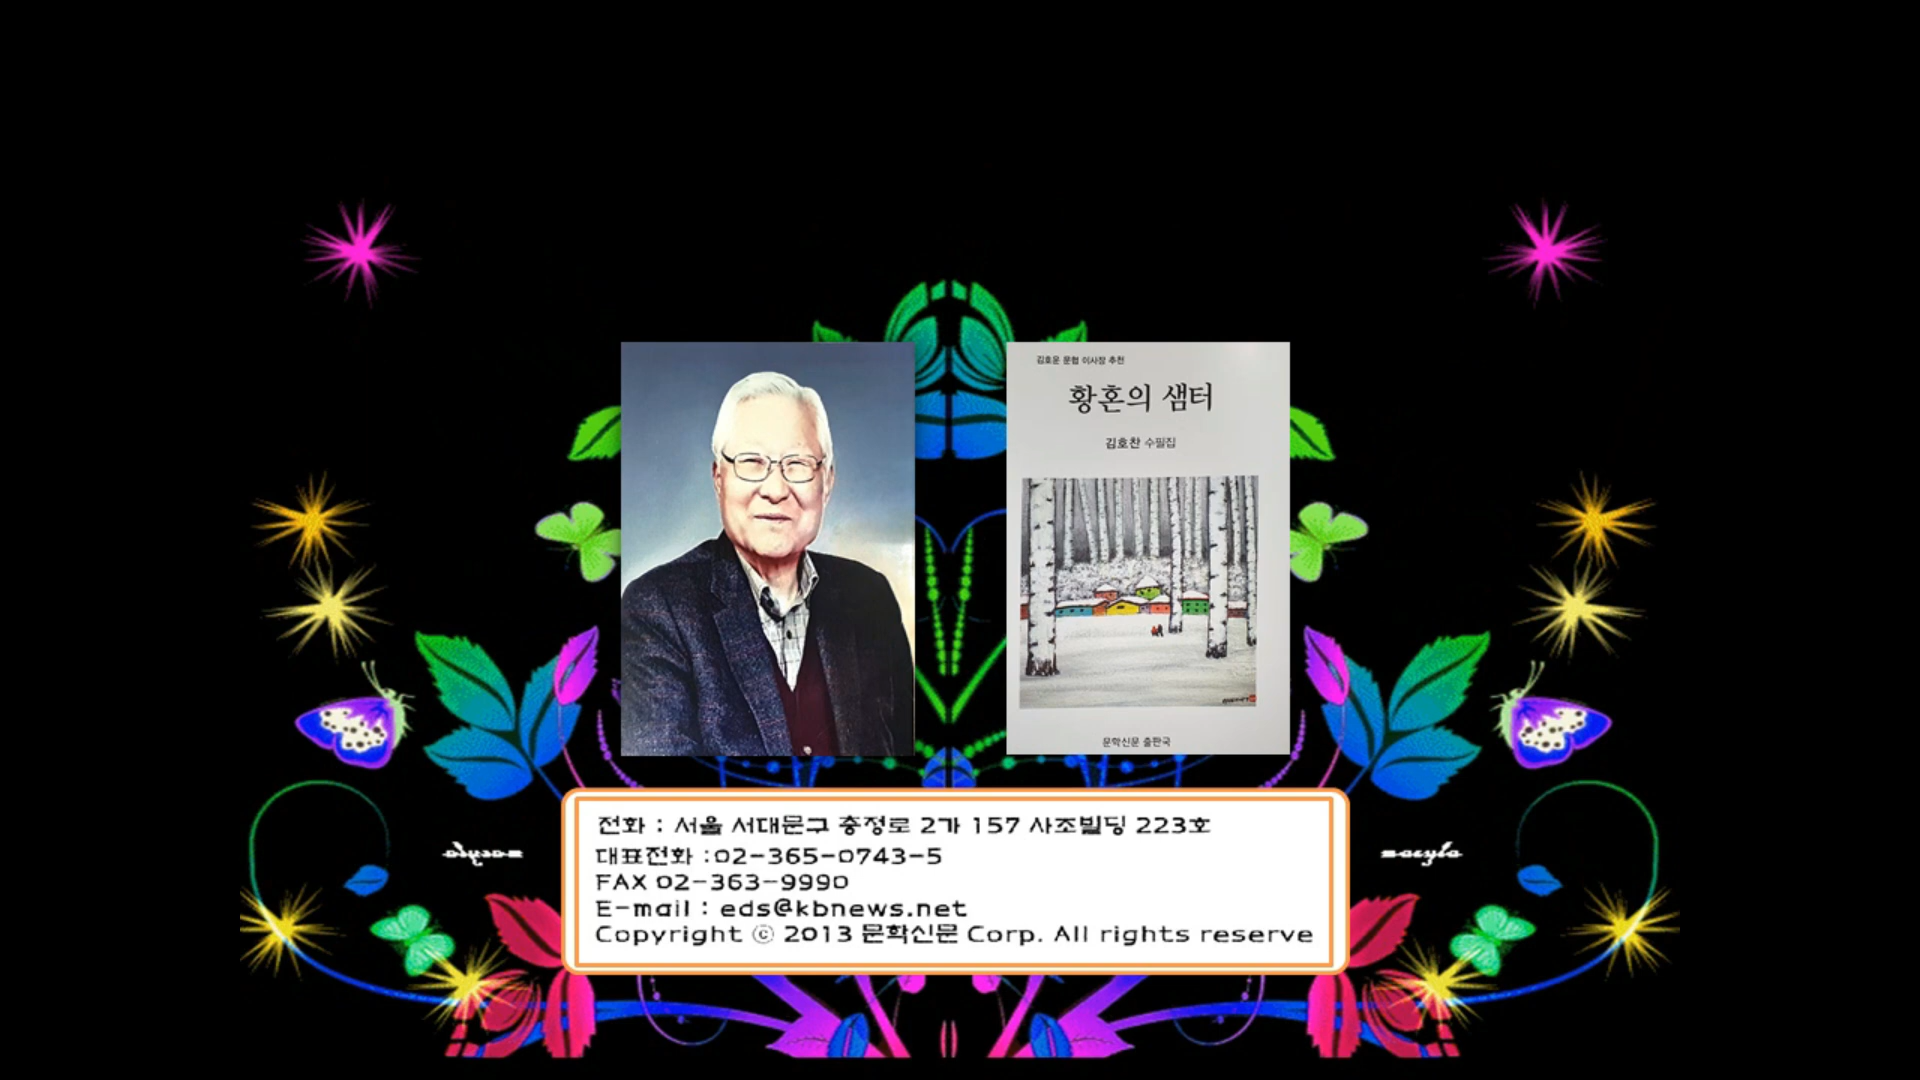 김호운 문협 이사장 추천
황혼의 샘터
김호찬 수필집
문학신문 출판국
전화 : 서울 서대문구 충정로 2가 157 사조빌딩 223호
대표전화 :02-365-0743-5
FAX 02-363-9990
E-mail : eds@kbnews.net
Copyright ⓒ 2013 문학신문 Corp. All rights reserve